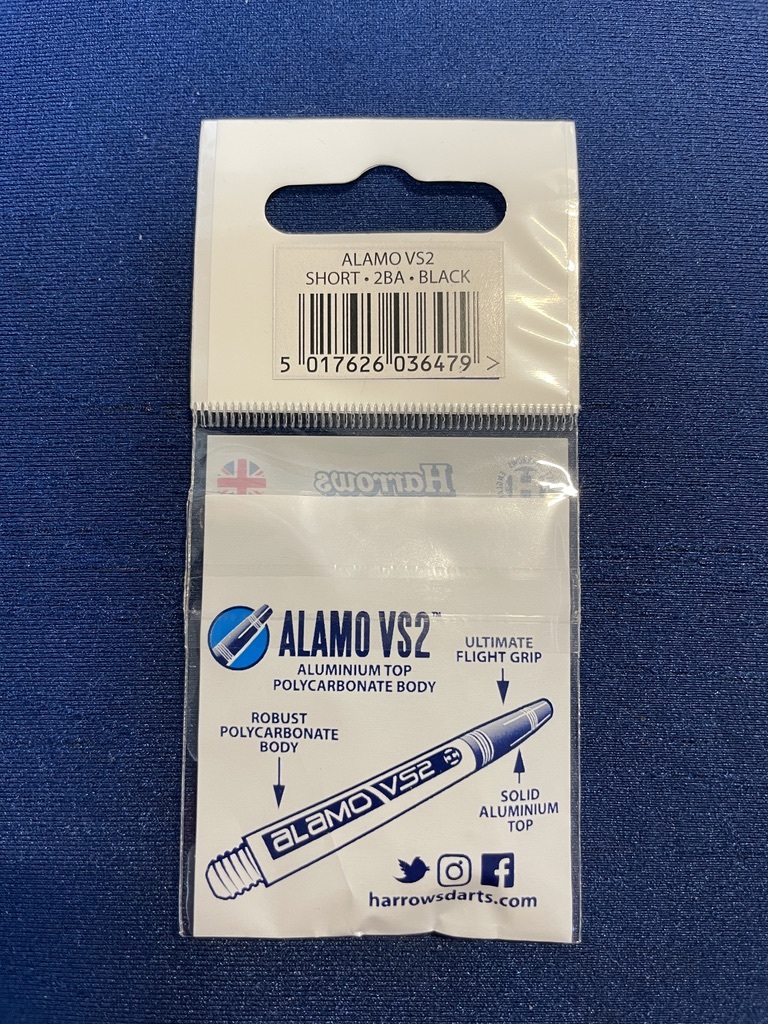 ALAMO VS2
SHORT • 2BA • BLACK
5 017626 036479 >
Harrows
ALAMO VS2™
ALUMINIUM TOP
POLYCARBONATE BODY
ULTIMATE
FLIGHT GRIP
ROBUST
POLYCARBONATE
BODY
ALAMO VS2
SOLID
ALUMINIUM
TOP
harrowsdarts.com